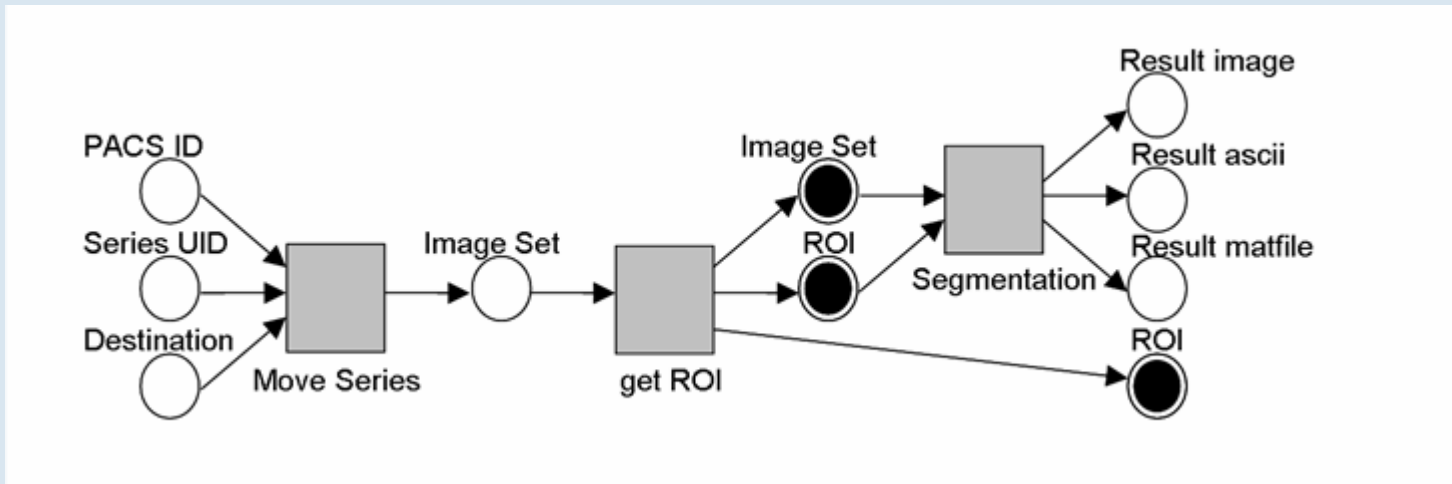 PACS ID
Series UID
Destination
Move Series
Image Set
get ROI
Image Set
ROI
Segmentation
Result image
Result ascii
Result matfile
ROI